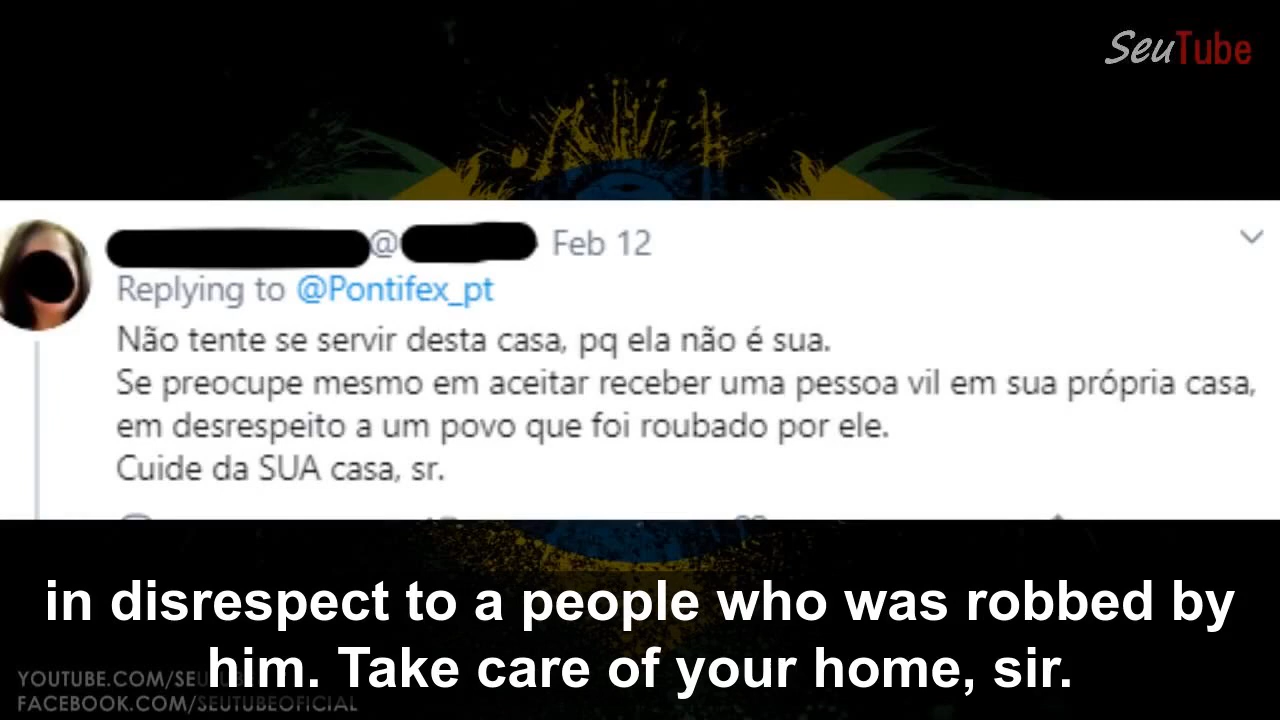 SeuTube
@ Feb 12
Replying to @Pontifex_pt
Não tente se servir desta casa, pq ela não é sua.
Se preocupe mesmo em aceitar receber uma pessoa vil em sua própria casa,
em desrespeito a um povo que foi roubado por ele.
Cuide da SUA casa, sr.
in disrespect to a people who was robbed by
him. Take care of your home, sir.
YOUTUBE.COM/SEUTUBE
FACEBOOK.COM/SEUTUBEOFICIAL